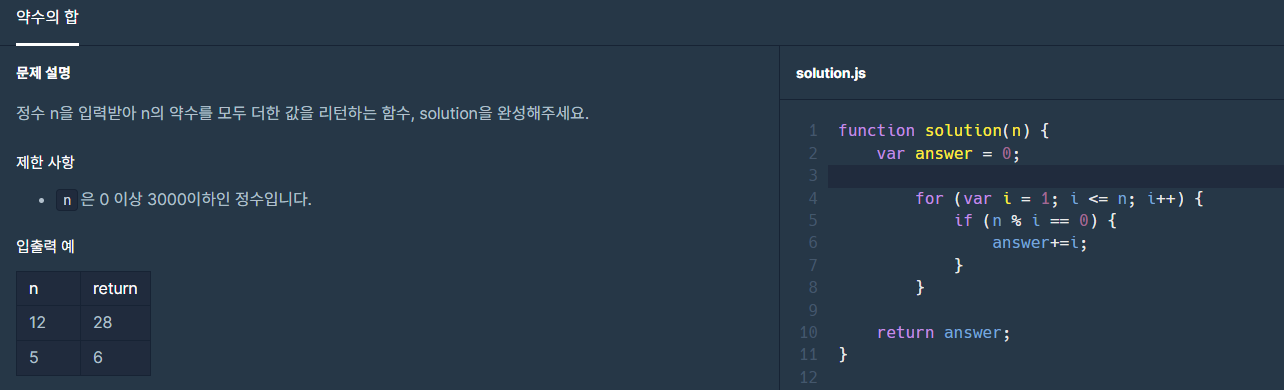 약수의 합
문제 설명
정수 n을 입력받아 n의 약수를 모두 더한 값을 리턴하는 함수, solution을 완성해주세요.
제한 사항
• n 은 0 이상 3000이하인 정수입니다.
입출력 예
n return
12 28
5 6
solution.js
1 function solution(n) {
2     var answer = 0;
3
4         for (var i = 1; i <= n; i++) {
5             if (n % i == 0) {
6                 answer+=i;
7             }
8         }
9
10     return answer;
11 }
12